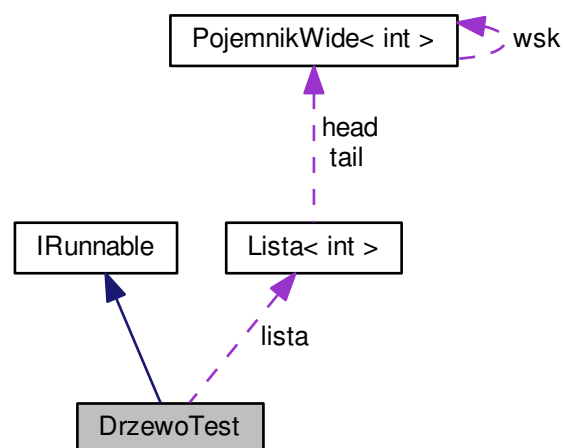 PojemnikWide< int >
wsk
head
tail
IRunnable
Lista< int >
lista
DrzewoTest